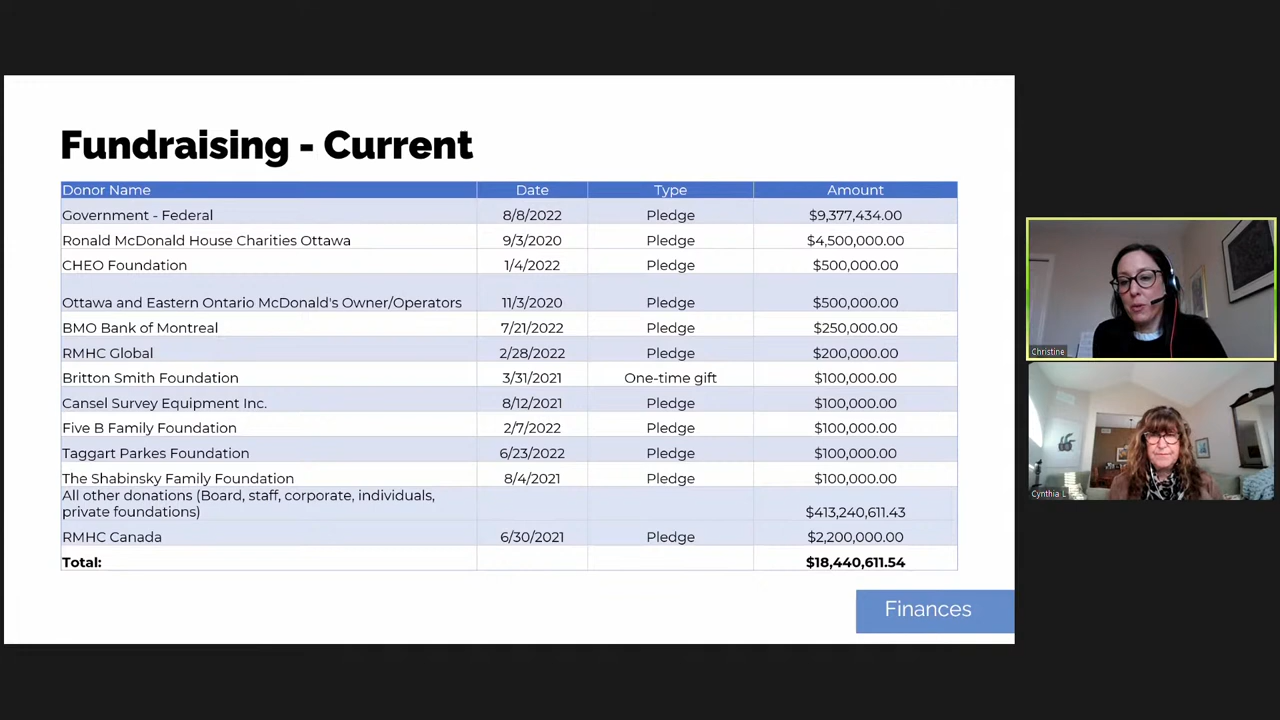 Fundraising - Current
Donor Name Date Type Amount
Government - Federal 8/8/2022 Pledge $9,377,434.00
Ronald McDonald House Charities Ottawa 9/3/2020 Pledge $4,500,000.00
CHEO Foundation 1/4/2022 Pledge $500,000.00
Ottawa and Eastern Ontario McDonald's Owner/Operators 11/3/2020 Pledge $500,000.00
BMO Bank of Montreal 7/21/2022 Pledge $250,000.00
RMHC Global 2/28/2022 Pledge $200,000.00
Britton Smith Foundation 3/31/2021 One-time gift $100,000.00
Cansel Survey Equipment Inc. 8/12/2021 Pledge $100,000.00
Five B Family Foundation 2/7/2022 Pledge $100,000.00
Taggart Parkes Foundation 6/23/2022 Pledge $100,000.00
The Shabinsky Family Foundation 8/4/2021 Pledge $100,000.00
All other donations (Board, staff, corporate, individuals,
private foundations) $413,240,611.43
RMHC Canada 6/30/2021 Pledge $2,200,000.00
Total: $18,440,611.54
Finances
Christine
Cynthia L